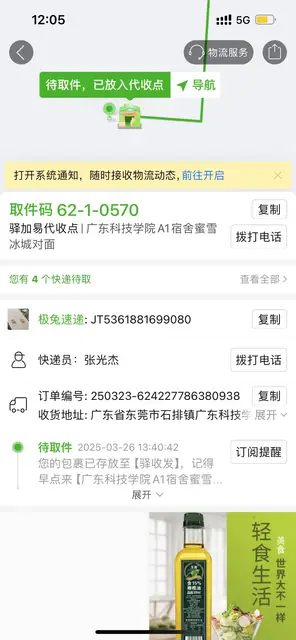 12:05
5G
物流服务
待取件，已放入代收点
导航
打开系统通知，随时接收物流动态，前往开启
取件码 62-1-0570
复制
驿加易代收点 | 广东科技学院 A1宿舍蜜雪
冰城对面
拨打电话
您有 4 个快递待取
查看全部
极兔速递: JT5361881699080
复制
快递员：张光杰
拨打电话
订单编号: 250323-624227786380938
复制
收货地址: 广东省东莞市石排镇广东科技学
展开
待取件 2025-03-26 13:40:42
您的包裹已存放至【驿收发】，记得
早点来【广东科技学院 A1宿舍蜜雪...
订阅提醒
展开
轻食生活
美食 世界大不一样